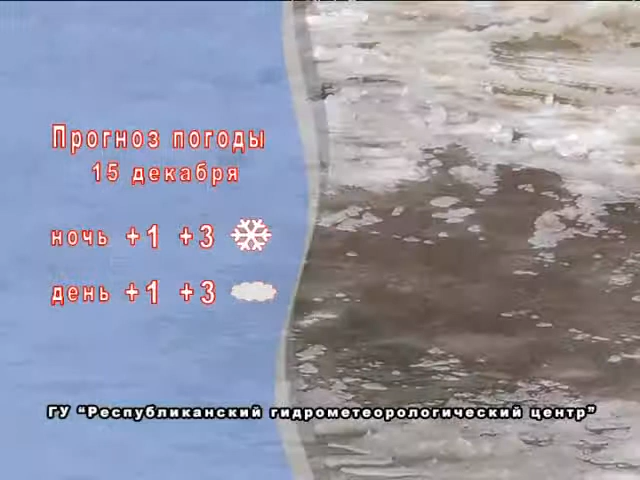 Прогноз погоды
15 декабря
ночь +1 +3
день +1 +3
ГУ “Республиканский гидрометеорологический центр”